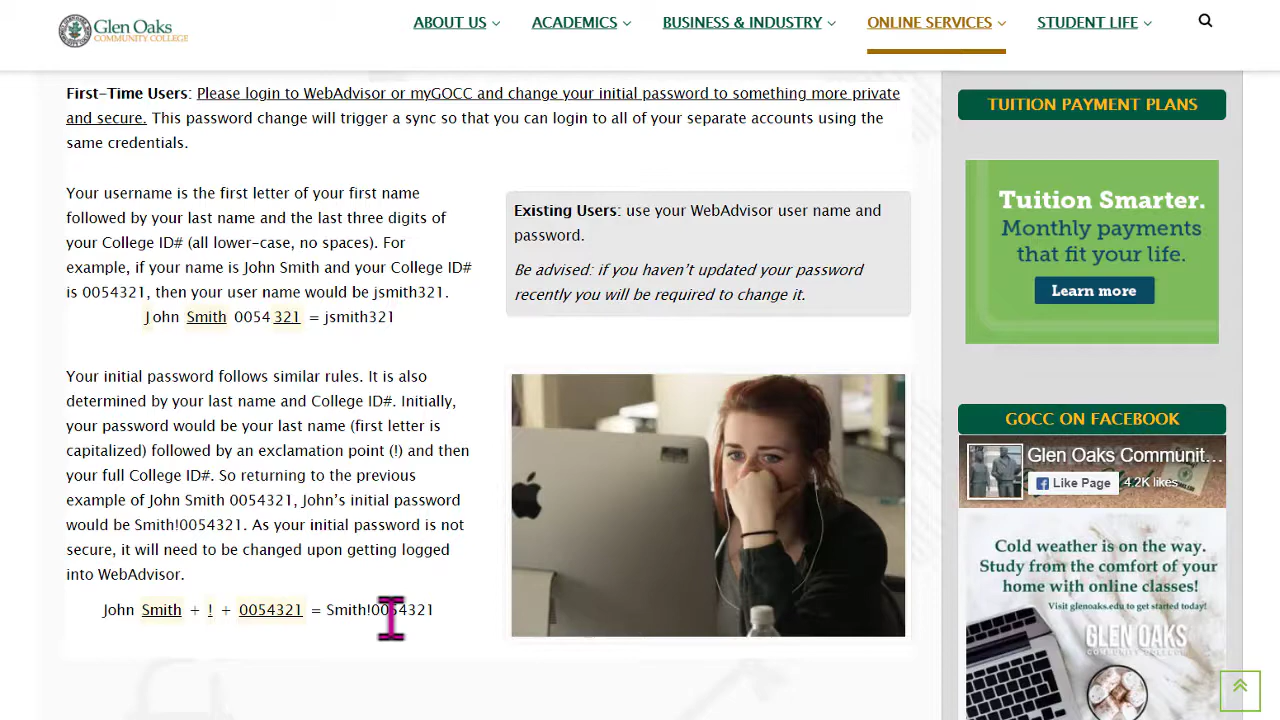 Glen Oaks
COMMUNITY COLLEGE
ABOUT US
ACADEMICS
BUSINESS & INDUSTRY
ONLINE SERVICES
STUDENT LIFE
First-Time Users: Please login to WebAdvisor or myGOCC and change your initial password to something more private
and secure. This password change will trigger a sync so that you can login to all of your separate accounts using the
same credentials.
Your username is the first letter of your first name
followed by your last name and the last three digits of
your College ID# (all lower-case, no spaces). For
example, if your name is John Smith and your College ID#
is 0054321, then your user name would be jsmith321.
John Smith 0054 321 = jsmith321
Existing Users: use your WebAdvisor user name and
password.
Be advised: if you haven't updated your password
recently you will be required to change it.
Your initial password follows similar rules. It is also
determined by your last name and College ID#. Initially,
your password would be your last name (first letter is
capitalized) followed by an exclamation point (!) and then
your full College ID#. So returning to the previous
example of John Smith 0054321, John's initial password
would be Smith!0054321. As your initial password is not
secure, it will need to be changed upon getting logged
into WebAdvisor.
John Smith + ! + 0054321 = Smith!0054321
TUITION PAYMENT PLANS
Tuition Smarter.
Monthly payments
that fit your life.
Learn more
GOCC ON FACEBOOK
Glen Oaks Communit...
Like Page
4.2K likes
Cold weather is on the way.
Study from the comfort of your
home with online classes!
Visit glenoaks.edu to get started today!
GLEN OAKS
COMMUNITY COLLEGE